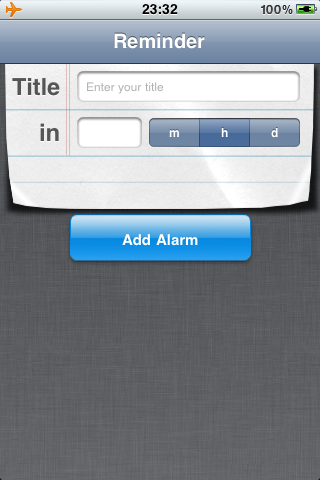 23:32 100%
Reminder
Title Enter your title
in m h d
Add Alarm